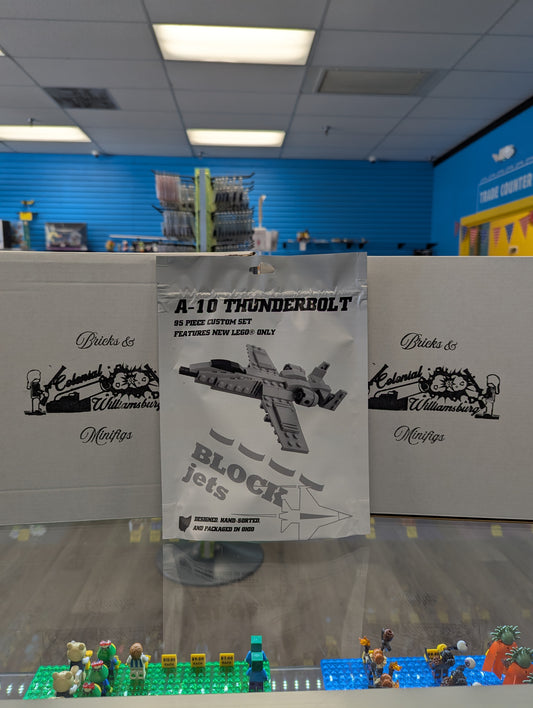 TRADE COUNTER
A-10 THUNDERBOLT
95 PIECE CUSTOM SET
FEATURES NEW LEGO® ONLY
BLOCK
jets
DESIGNED, HAND-SORTED,
AND PACKAGED IN OHIO
Bricks &
Colonial
Williamsburg
Minifigs
Bricks &
Colonial
Williamsburg
Minifigs